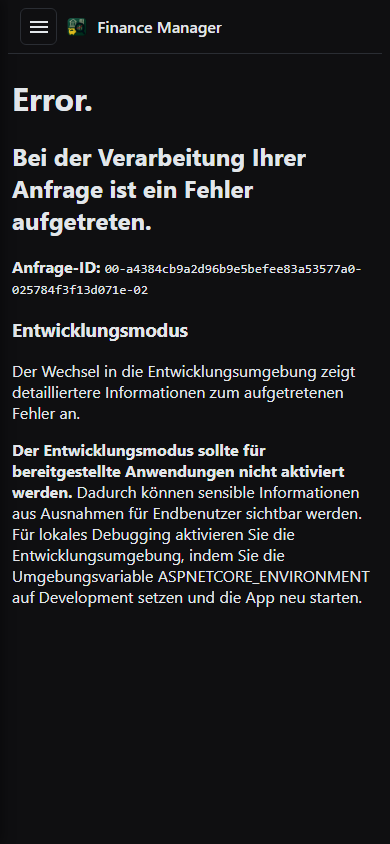 Finance Manager
Error.
Bei der Verarbeitung Ihrer
Anfrage ist ein Fehler
aufgetreten.
Anfrage-ID: 00-a4384cb9a2d96b9e5befee83a53577a0-
025784f3f13d071e-02
Entwicklungsmodus
Der Wechsel in die Entwicklungsumgebung zeigt
detailliertere Informationen zum aufgetretenen
Fehler an.
Der Entwicklungsmodus sollte für
bereitgestellte Anwendungen nicht aktiviert
werden. Dadurch können sensible Informationen
aus Ausnahmen für Endbenutzer sichtbar werden.
Für lokales Debugging aktivieren Sie die
Entwicklungsumgebung, indem Sie die
Umgebungsvariable ASPNETCORE_ENVIRONMENT
auf Development setzen und die App neu starten.